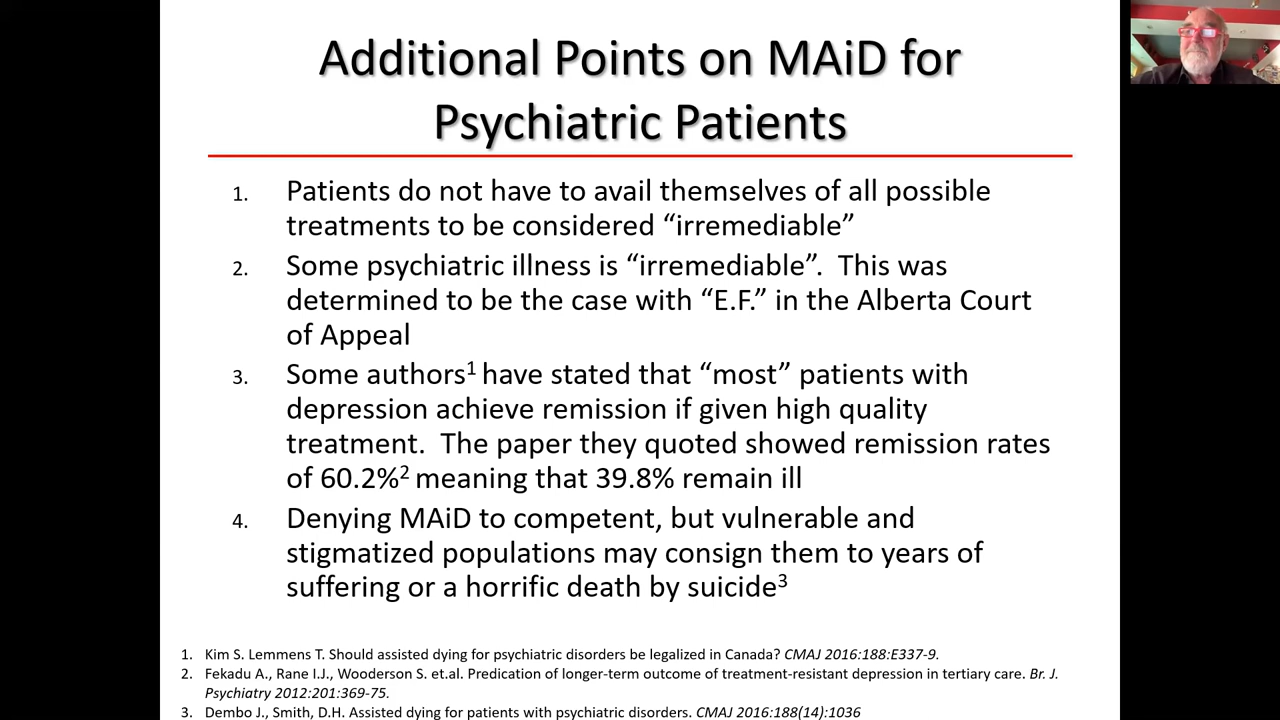 Additional Points on MAiD for
Psychiatric Patients
1. Patients do not have to avail themselves of all possible
treatments to be considered “irremediable”
2. Some psychiatric illness is “irremediable”.  This was
determined to be the case with “E.F.” in the Alberta Court
of Appeal
3. Some authors¹ have stated that “most” patients with
depression achieve remission if given high quality
treatment.  The paper they quoted showed remission rates
of 60.2%² meaning that 39.8% remain ill
4. Denying MAiD to competent, but vulnerable and
stigmatized populations may consign them to years of
suffering or a horrific death by suicide³
1. Kim S. Lemmens T. Should assisted dying for psychiatric disorders be legalized in Canada? CMAJ 2016:188:E337-9.
2. Fekadu A., Rane I.J., Wooderson S. et.al. Predication of longer-term outcome of treatment-resistant depression in tertiary care. Br. J.
Psychiatry 2012:201:369-75.
3. Dembo J., Smith, D.H. Assisted dying for patients with psychiatric disorders. CMAJ 2016:188(14):1036